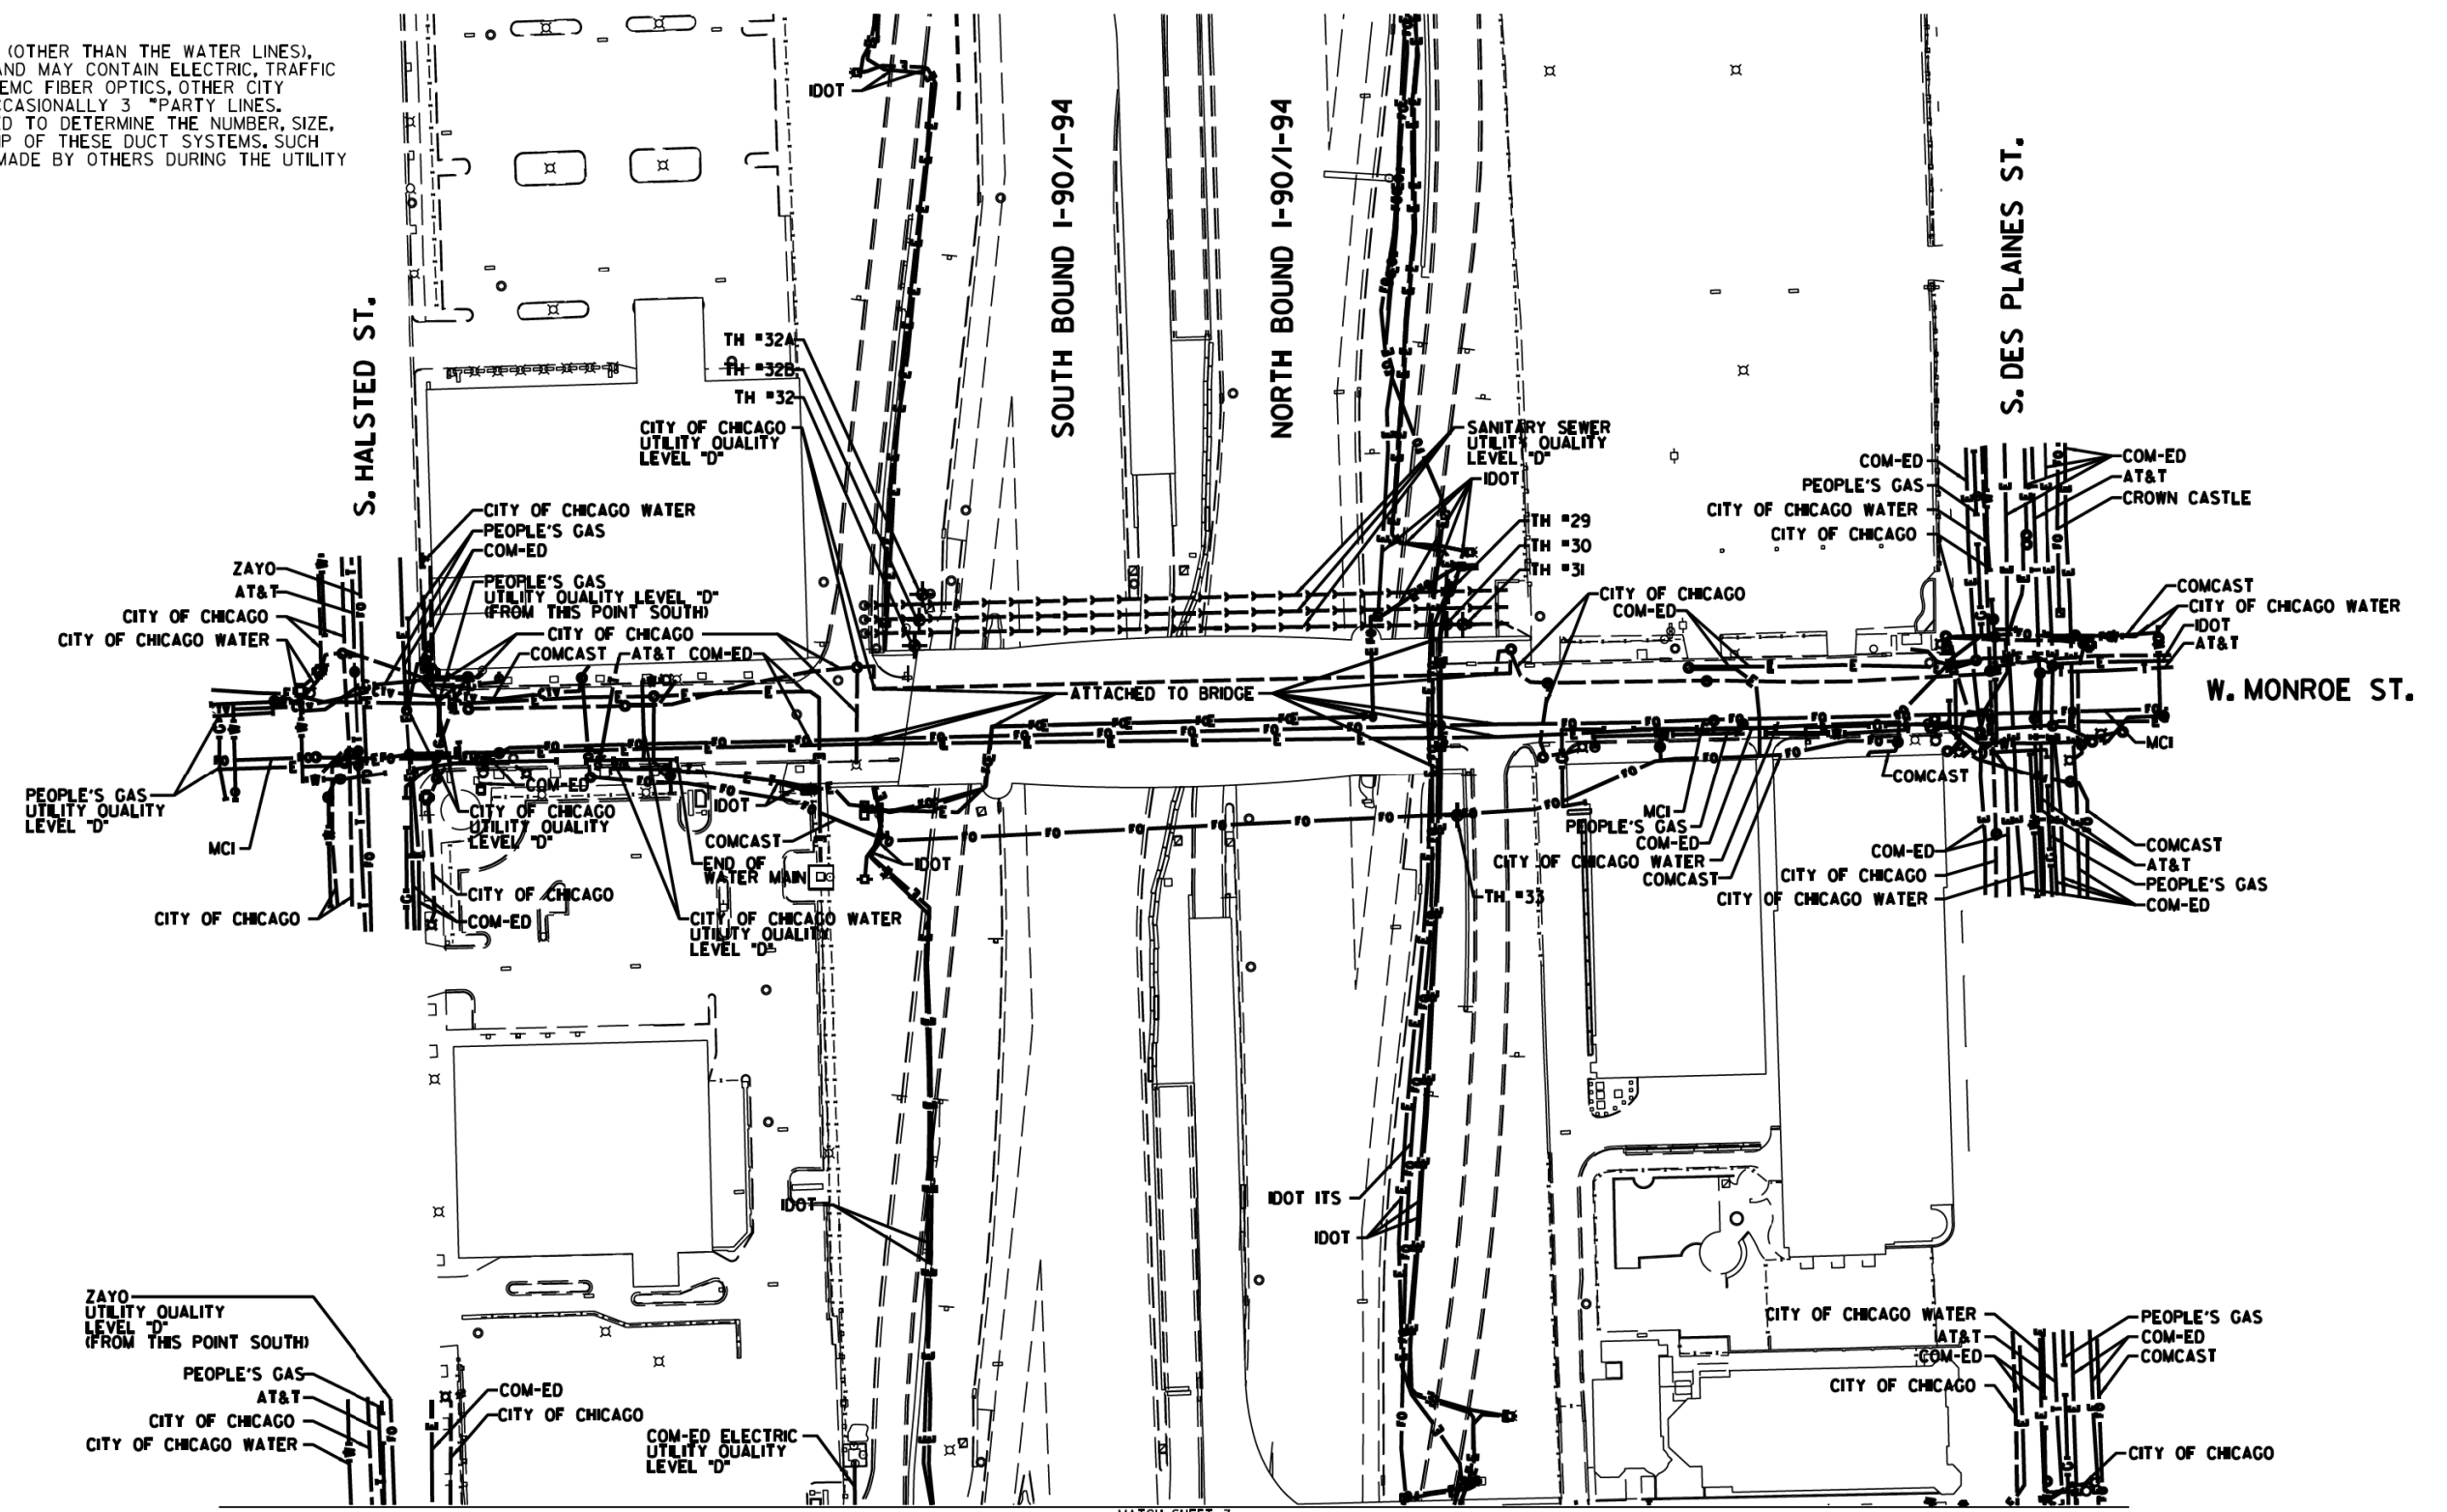 (OTHER THAN THE WATER LINES),
AND MAY CONTAIN ELECTRIC, TRAFFIC
EMC FIBER OPTICS, OTHER CITY
CCASIONALLY 3 "PARTY LINES.
ED TO DETERMINE THE NUMBER, SIZE,
IP OF THESE DUCT SYSTEMS. SUCH
MADE BY OTHERS DURING THE UTILITY
IDOT
SOUTH BOUND I-90/I-94
NORTH BOUND I-90/I-94
S. DES PLAINES ST.
S. HALSTED ST.
TH "32A
TH "32B
TH "32
CITY OF CHICAGO
UTILITY QUALITY
LEVEL "D"
SANITARY SEWER
UTILITY QUALITY
LEVEL "D"
IDOT
TH "29
TH "30
TH "31
COM-ED
PEOPLE'S GAS
CITY OF CHICAGO WATER
CITY OF CHICAGO
COM-ED
AT&T
CROWN CASTLE
CITY OF CHICAGO WATER
PEOPLE'S GAS
COM-ED
PEOPLE'S GAS
UTILITY QUALITY LEVEL "D"
(FROM THIS POINT SOUTH)
ZAYO
AT&T
CITY OF CHICAGO
CITY OF CHICAGO WATER
CITY OF CHICAGO
COMCAST
AT&T
COM-ED
CITY OF CHICAGO
COM-ED
COMCAST
CITY OF CHICAGO WATER
IDOT
AT&T
ATTACHED TO BRIDGE
W. MONROE ST.
MCI
COMCAST
PEOPLE'S GAS
UTILITY QUALITY
LEVEL "D"
MCI
CITY OF CHICAGO
COM-ED
CITY OF CHICAGO
UTILITY QUALITY
LEVEL "D"
CITY OF CHICAGO
COM-ED
IDOT
COMCAST
END OF
WATER MAIN
IDOT
CITY OF CHICAGO WATER
UTILITY QUALITY
LEVEL "D"
MCI
PEOPLE'S GAS
COM-ED
CITY OF CHICAGO WATER
COMCAST
TH "33
COM-ED
CITY OF CHICAGO
CITY OF CHICAGO WATER
COMCAST
AT&T
PEOPLE'S GAS
COM-ED
IDOT
IDOT ITS
IDOT
ZAYO
UTILITY QUALITY
LEVEL "D"
(FROM THIS POINT SOUTH)
PEOPLE'S GAS
AT&T
CITY OF CHICAGO
CITY OF CHICAGO WATER
COM-ED
CITY OF CHICAGO
COM-ED ELECTRIC
UTILITY QUALITY
LEVEL "D"
CITY OF CHICAGO WATER
AT&T
COM-ED
CITY OF CHICAGO
PEOPLE'S GAS
COM-ED
COMCAST
CITY OF CHICAGO